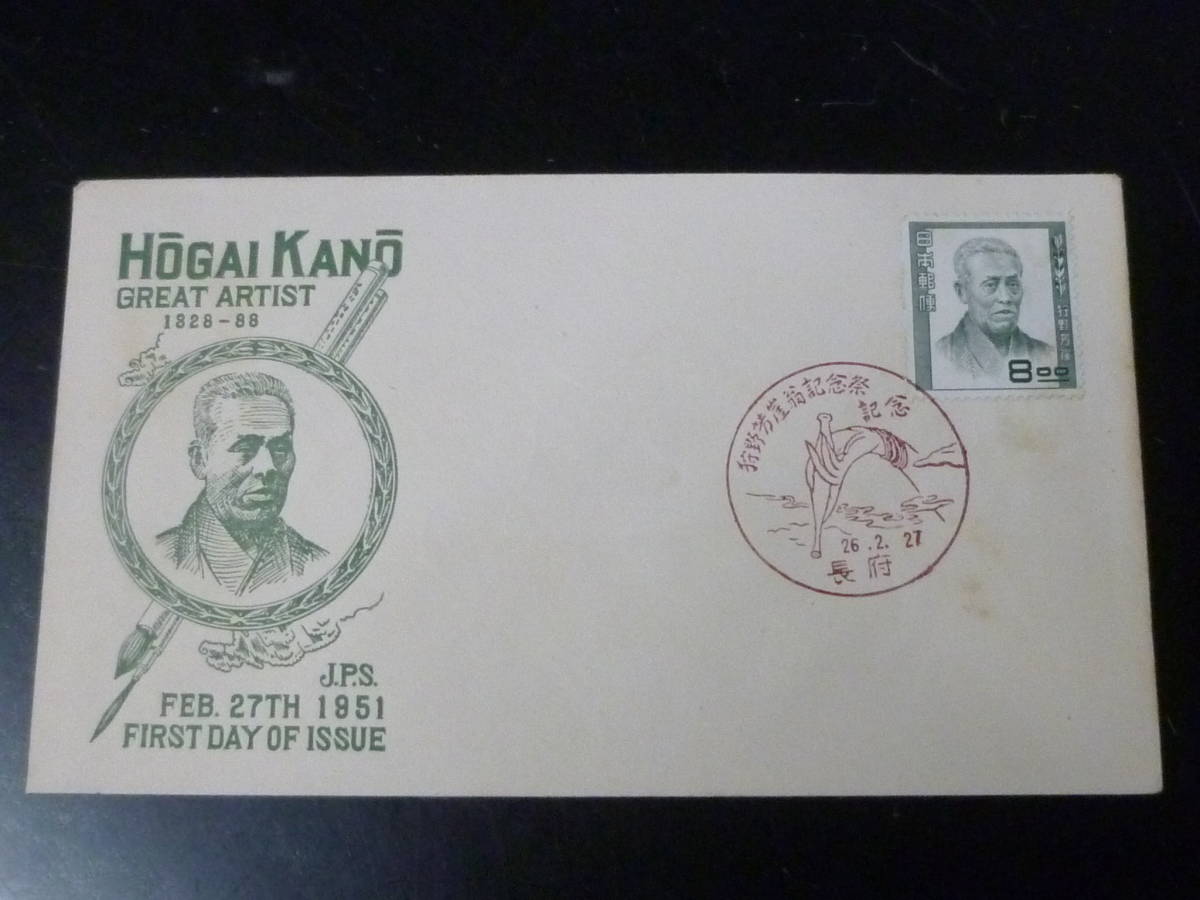 HŌGAI KANŌ
GREAT ARTIST
1828-88
J.P.S.
FEB. 27TH 1951
FIRST DAY OF ISSUE
日本郵便
狩野芳崖
8.00
狩野芳崖翁記念祭
記念
26.2.27
長府